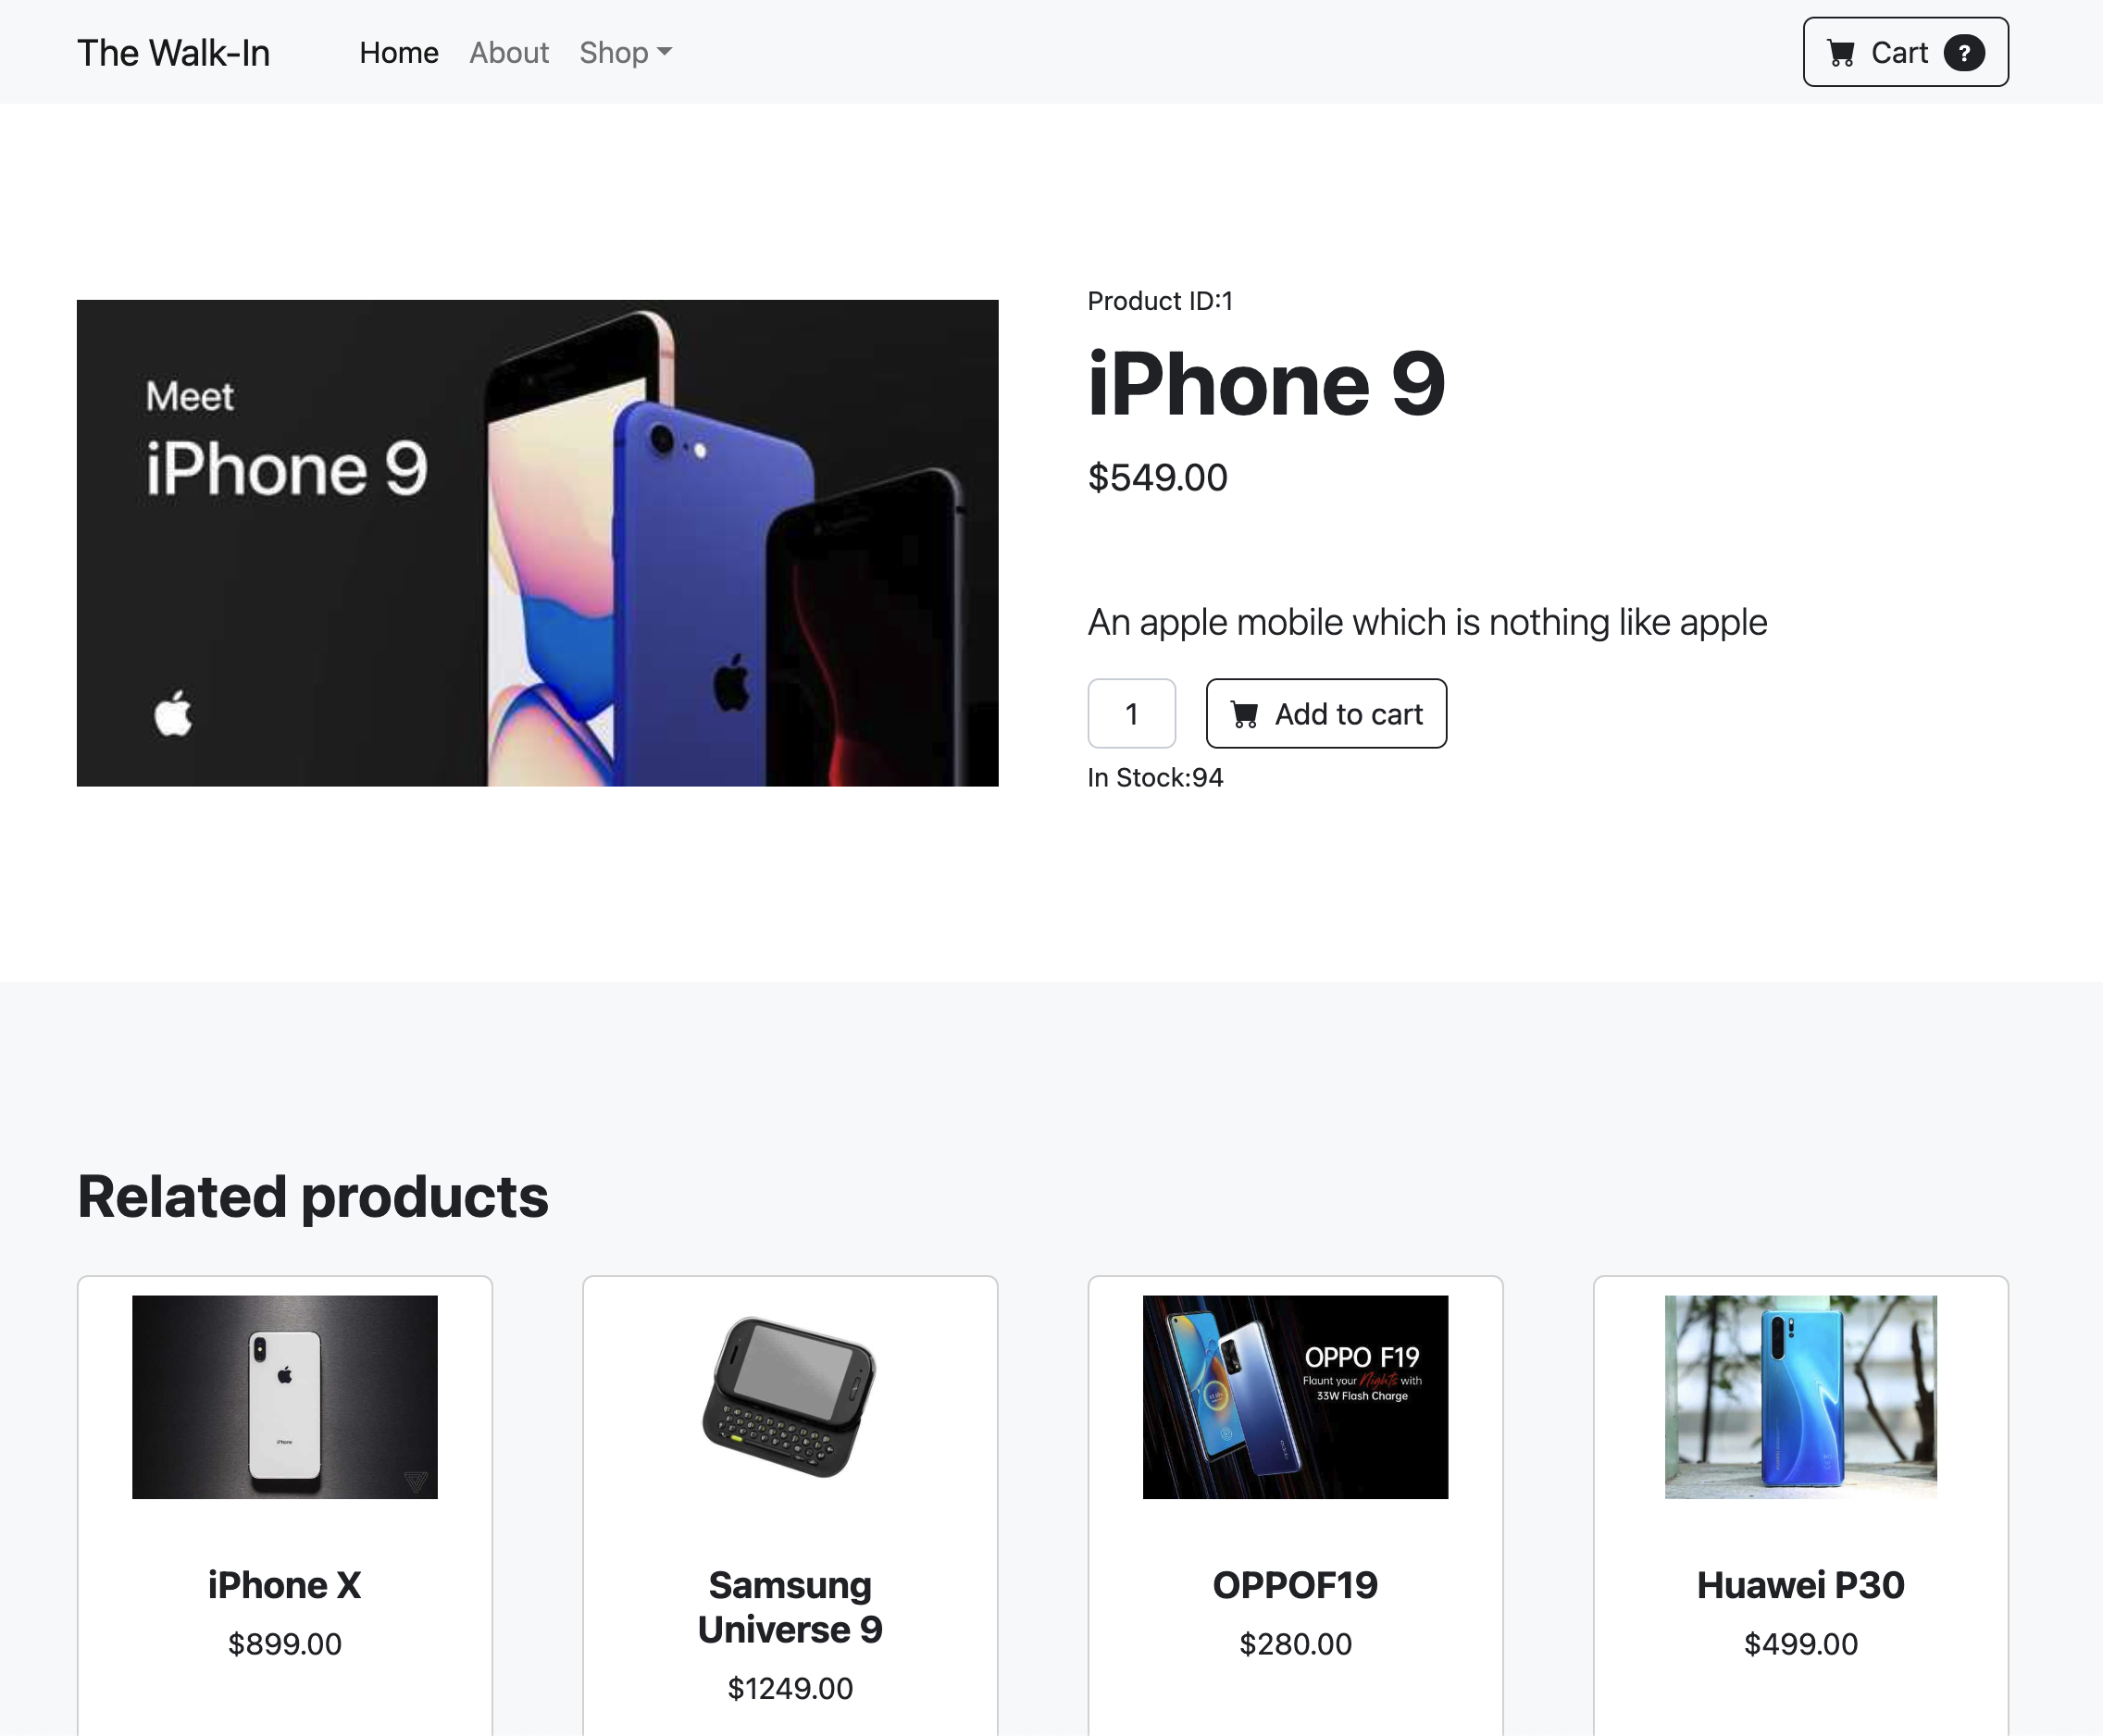 The Walk-In
Home
About
Shop
Cart ?
Meet
iPhone 9
Product ID:1
iPhone 9
$549.00
An apple mobile which is nothing like apple
1
Add to cart
In Stock:94
Related products
iPhone
OPPO F19
Flaunt your Nights with
33W Flash Charge
iPhone X
$899.00
Samsung
Universe 9
$1249.00
OPPOF19
$280.00
Huawei P30
$499.00